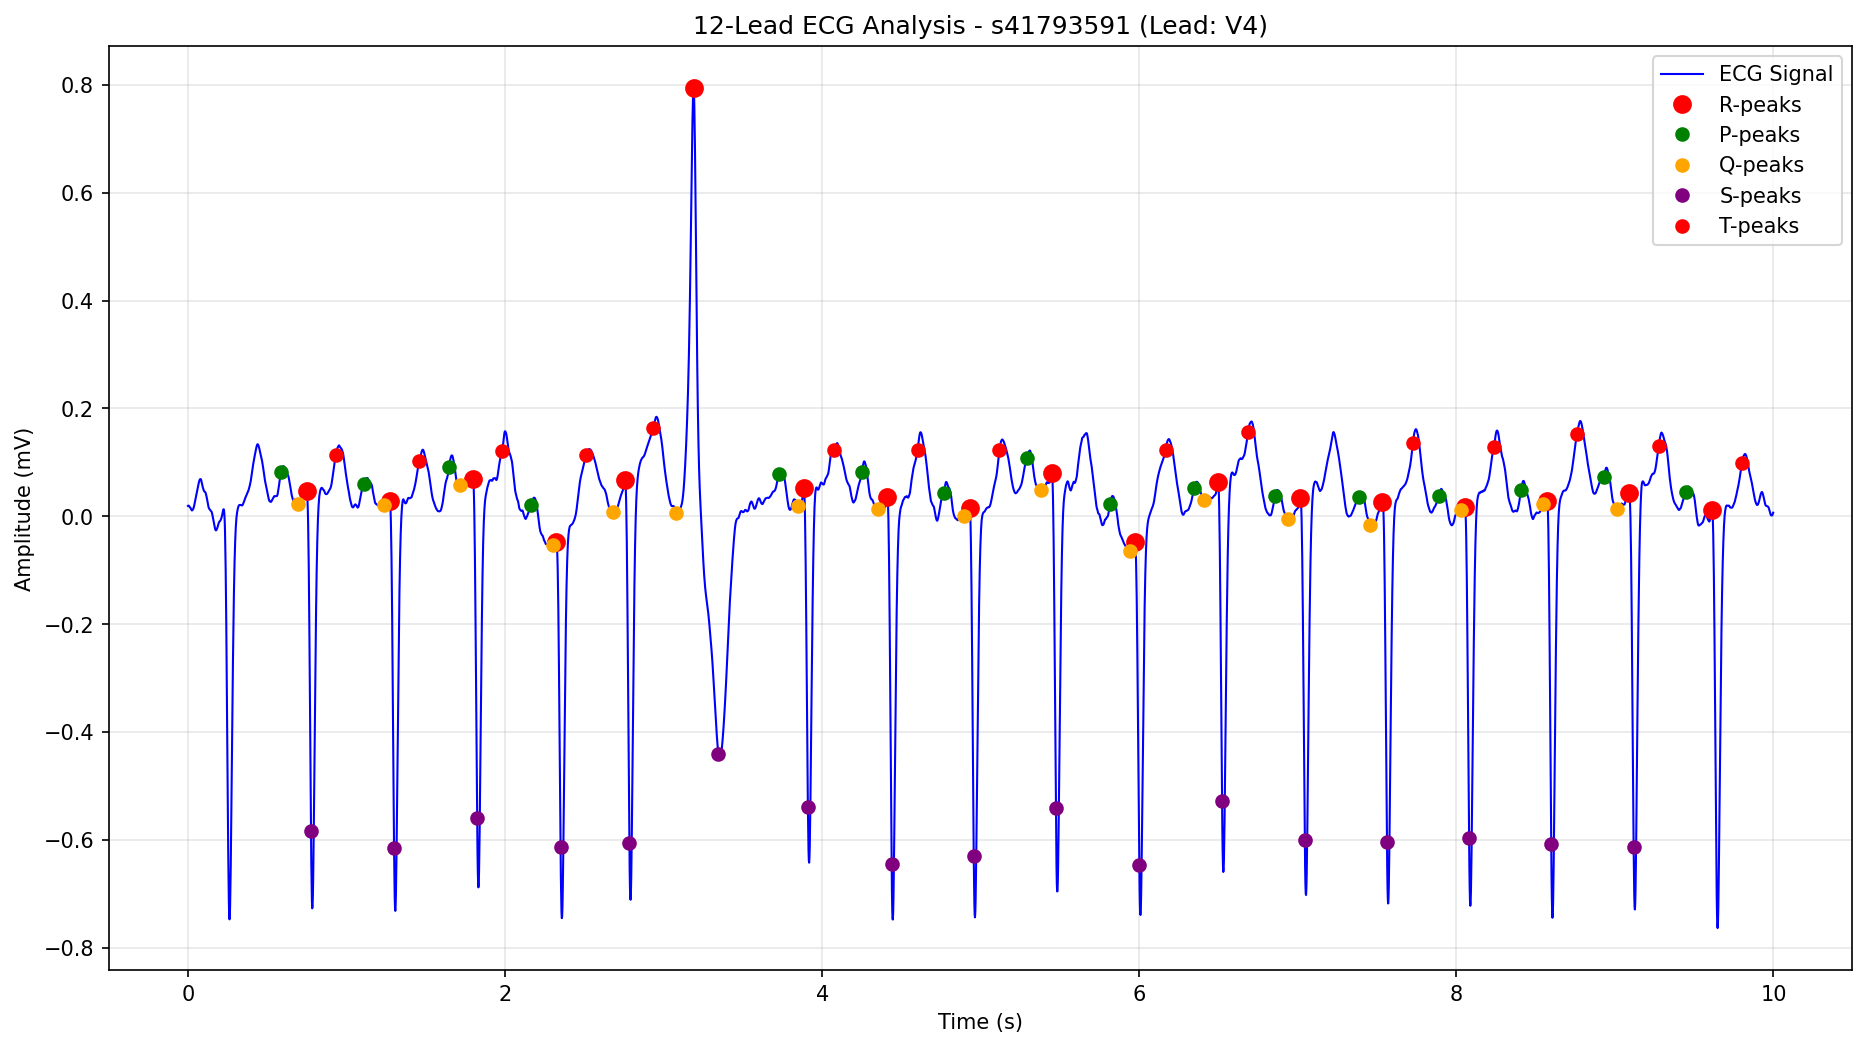 12-Lead ECG Analysis - s41793591 (Lead: V4)
ECG Signal
R-peaks
P-peaks
Q-peaks
S-peaks
T-peaks
Amplitude (mV)
0.8
0.6
0.4
0.2
0.0
−0.2
−0.4
−0.6
−0.8
0 2 4 6 8 10
Time (s)